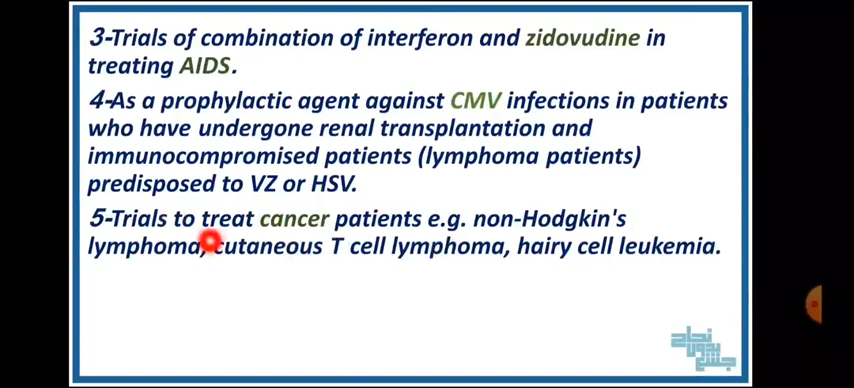 3-Trials of combination of interferon and zidovudine in
treating AIDS.
4-As a prophylactic agent against CMV infections in patients
who have undergone renal transplantation and
immunocompromised patients (lymphoma patients)
predisposed to VZ or HSV.
5-Trials to treat cancer patients e.g. non-Hodgkin's
lymphoma, cutaneous T cell lymphoma, hairy cell leukemia.